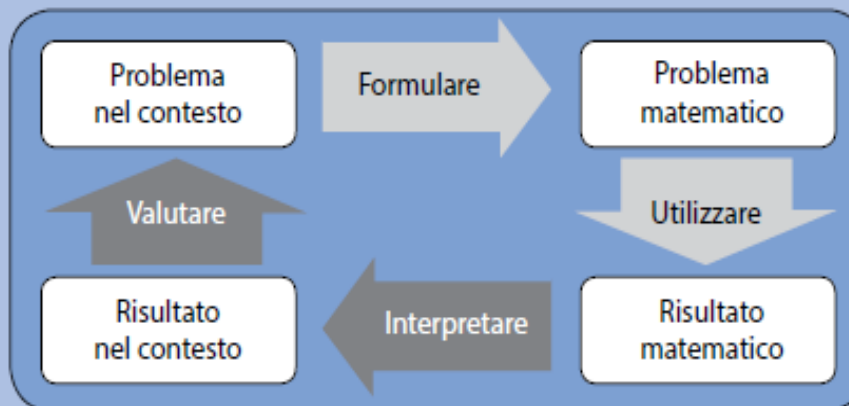 Problema
nel contesto
Formulare
Problema
matematico
Valutare
Utilizzare
Risultato
nel contesto
Interpretare
Risultato
matematico